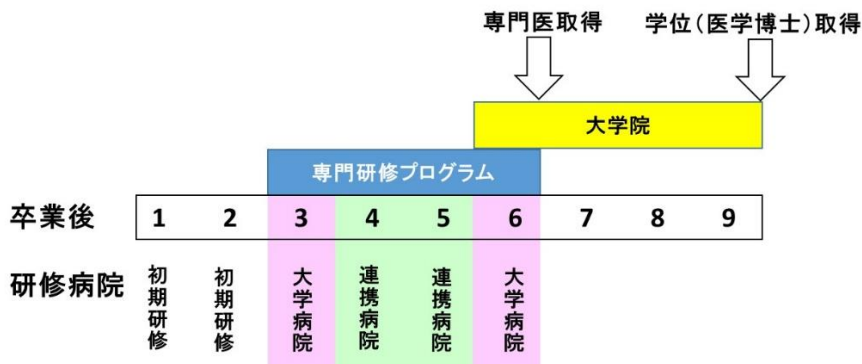 専門医取得
学位(医学博士)取得
大学院
専門研修プログラム
卒業後 1 2 3 4 5 6 7 8 9
研修病院
初期研修
初期研修
大学病院
連携病院
連携病院
大学病院